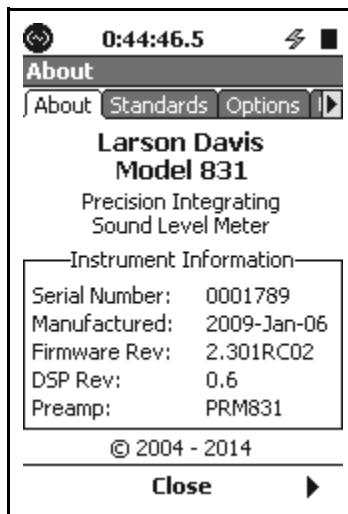 0:44:46.5
About
About Standards Options
Larson Davis
Model 831
Precision Integrating
Sound Level Meter
Instrument Information
Serial Number: 0001789
Manufactured: 2009-Jan-06
Firmware Rev: 2.301RC02
DSP Rev: 0.6
Preamp: PRM831
© 2004 - 2014
Close